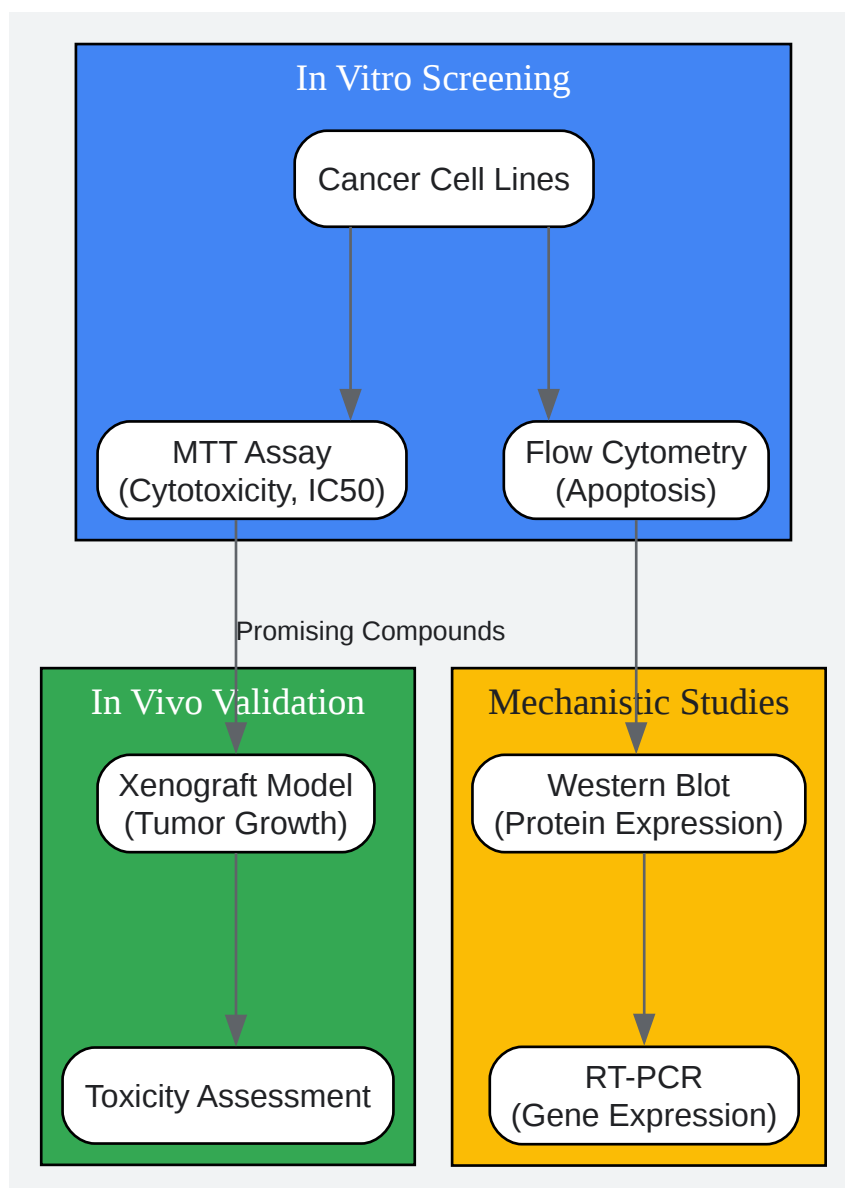 In Vitro Screening
Cancer Cell Lines
MTT Assay
(Cytotoxicity, IC50)
Flow Cytometry
(Apoptosis)
Promising Compounds
In Vivo Validation
Xenograft Model
(Tumor Growth)
Toxicity Assessment
Mechanistic Studies
Western Blot
(Protein Expression)
RT-PCR
(Gene Expression)